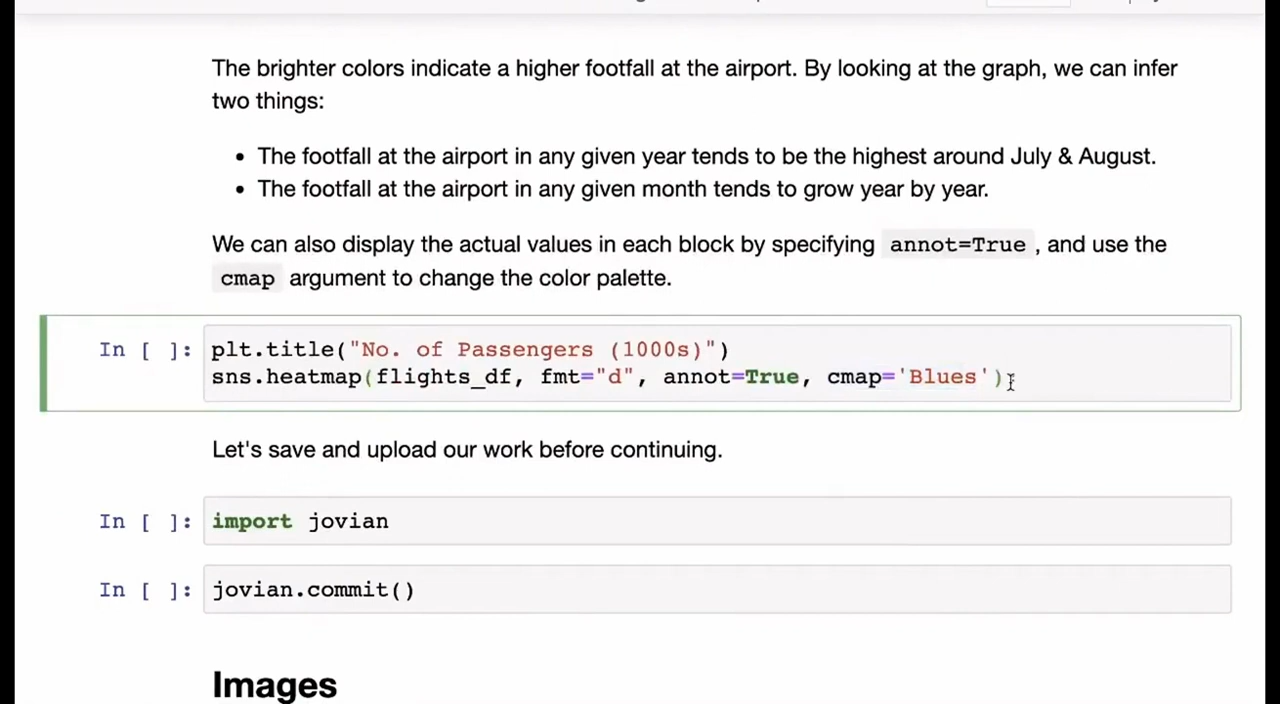 The brighter colors indicate a higher footfall at the airport. By looking at the graph, we can infer
two things:
• The footfall at the airport in any given year tends to be the highest around July & August.
• The footfall at the airport in any given month tends to grow year by year.
We can also display the actual values in each block by specifying annot=True , and use the
cmap argument to change the color palette.
In [ ]: plt.title("No. of Passengers (1000s)")
sns.heatmap(flights_df, fmt="d", annot=True, cmap='Blues');
Let's save and upload our work before continuing.
In [ ]: import jovian
In [ ]: jovian.commit()
Images